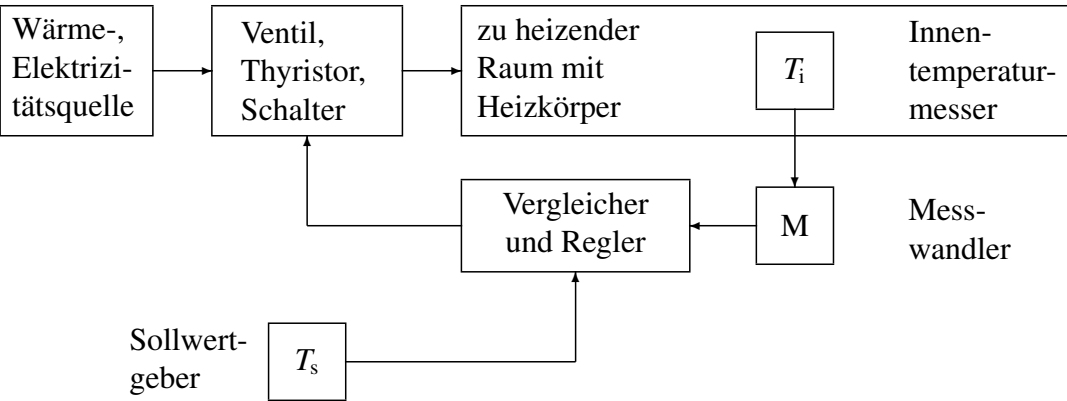 Wärme-,
Elektrizi-
tätsquelle
Ventil,
Thyristor,
Schalter
zu heizender
Raum mit
Heizkörper
Ti
Innen-
temperatur-
messer
Vergleicher
und Regler
M
Mess-
wandler
Sollwert-
geber
Ts